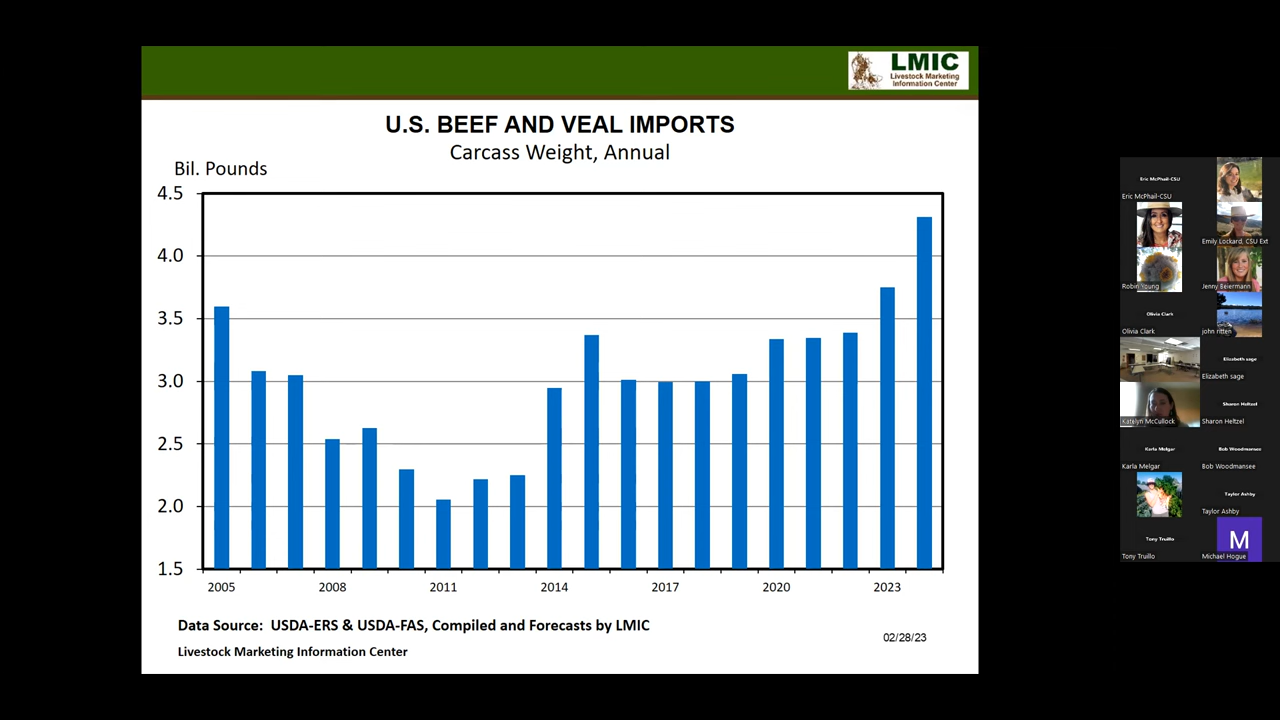 LMIC
Livestock Marketing
Information Center
U.S. BEEF AND VEAL IMPORTS
Carcass Weight, Annual
Bil. Pounds
4.5
4.0
3.5
3.0
2.5
2.0
1.5
2005
2008
2011
2014
2017
2020
2023
Data Source: USDA-ERS & USDA-FAS, Compiled and Forecasts by LMIC
02/28/23
Livestock Marketing Information Center
Eric McPhail-CSU
Eric McPhail-CSU
Emily Lockard, CSU Ext
Robin Young
Jenny Beiermann
Olivia Clark
Olivia Clark
john ritten
Elizabeth sage
Elizabeth sage
Katelyn McCullock
Sharon Heltzel
Sharon Heltzel
Karla Melgar
Karla Melgar
Bob Woodmansee
Bob Woodmansee
Taylor Ashby
Taylor Ashby
Tony Truillo
Tony Truillo
M
Michael Hogue